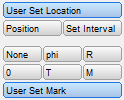 User Set Location
Position Set Interval
None phi R
0 T M
User Set Mark